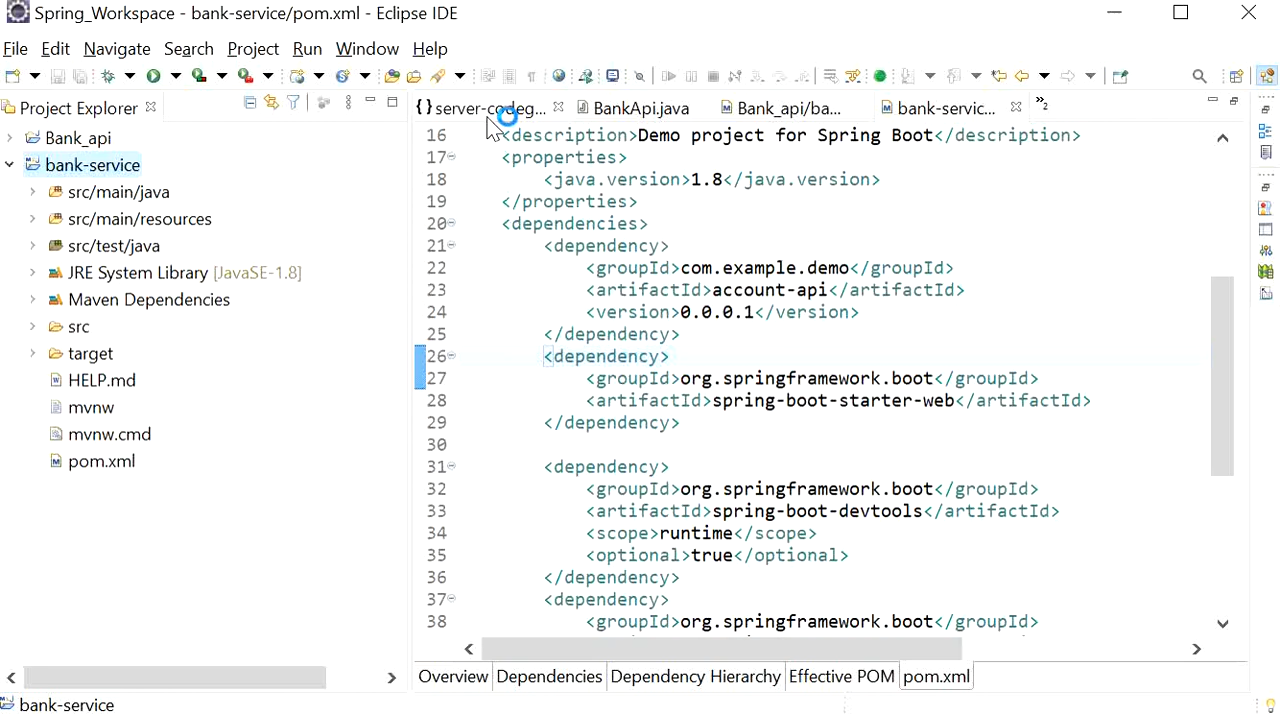 Spring_Workspace - bank-service/pom.xml - Eclipse IDE
File Edit Navigate Search Project Run Window Help
Project Explorer
server-codeg...
BankApi.java
Bank_api/ba...
bank-servic...
»2
Bank_api
bank-service
src/main/java
src/main/resources
src/test/java
JRE System Library [JavaSE-1.8]
Maven Dependencies
src
target
HELP.md
mvnw
mvnw.cmd
pom.xml
16 <description>Demo project for Spring Boot</description>
17 <properties>
18 <java.version>1.8</java.version>
19 </properties>
20 <dependencies>
21 <dependency>
22 <groupId>com.example.demo</groupId>
23 <artifactId>account-api</artifactId>
24 <version>0.0.0.1</version>
25 </dependency>
26 <dependency>
27 <groupId>org.springframework.boot</groupId>
28 <artifactId>spring-boot-starter-web</artifactId>
29 </dependency>
30
31 <dependency>
32 <groupId>org.springframework.boot</groupId>
33 <artifactId>spring-boot-devtools</artifactId>
34 <scope>runtime</scope>
35 <optional>true</optional>
36 </dependency>
37 <dependency>
38 <groupId>org.springframework.boot</groupId>
Overview Dependencies Dependency Hierarchy Effective POM pom.xml
bank-service